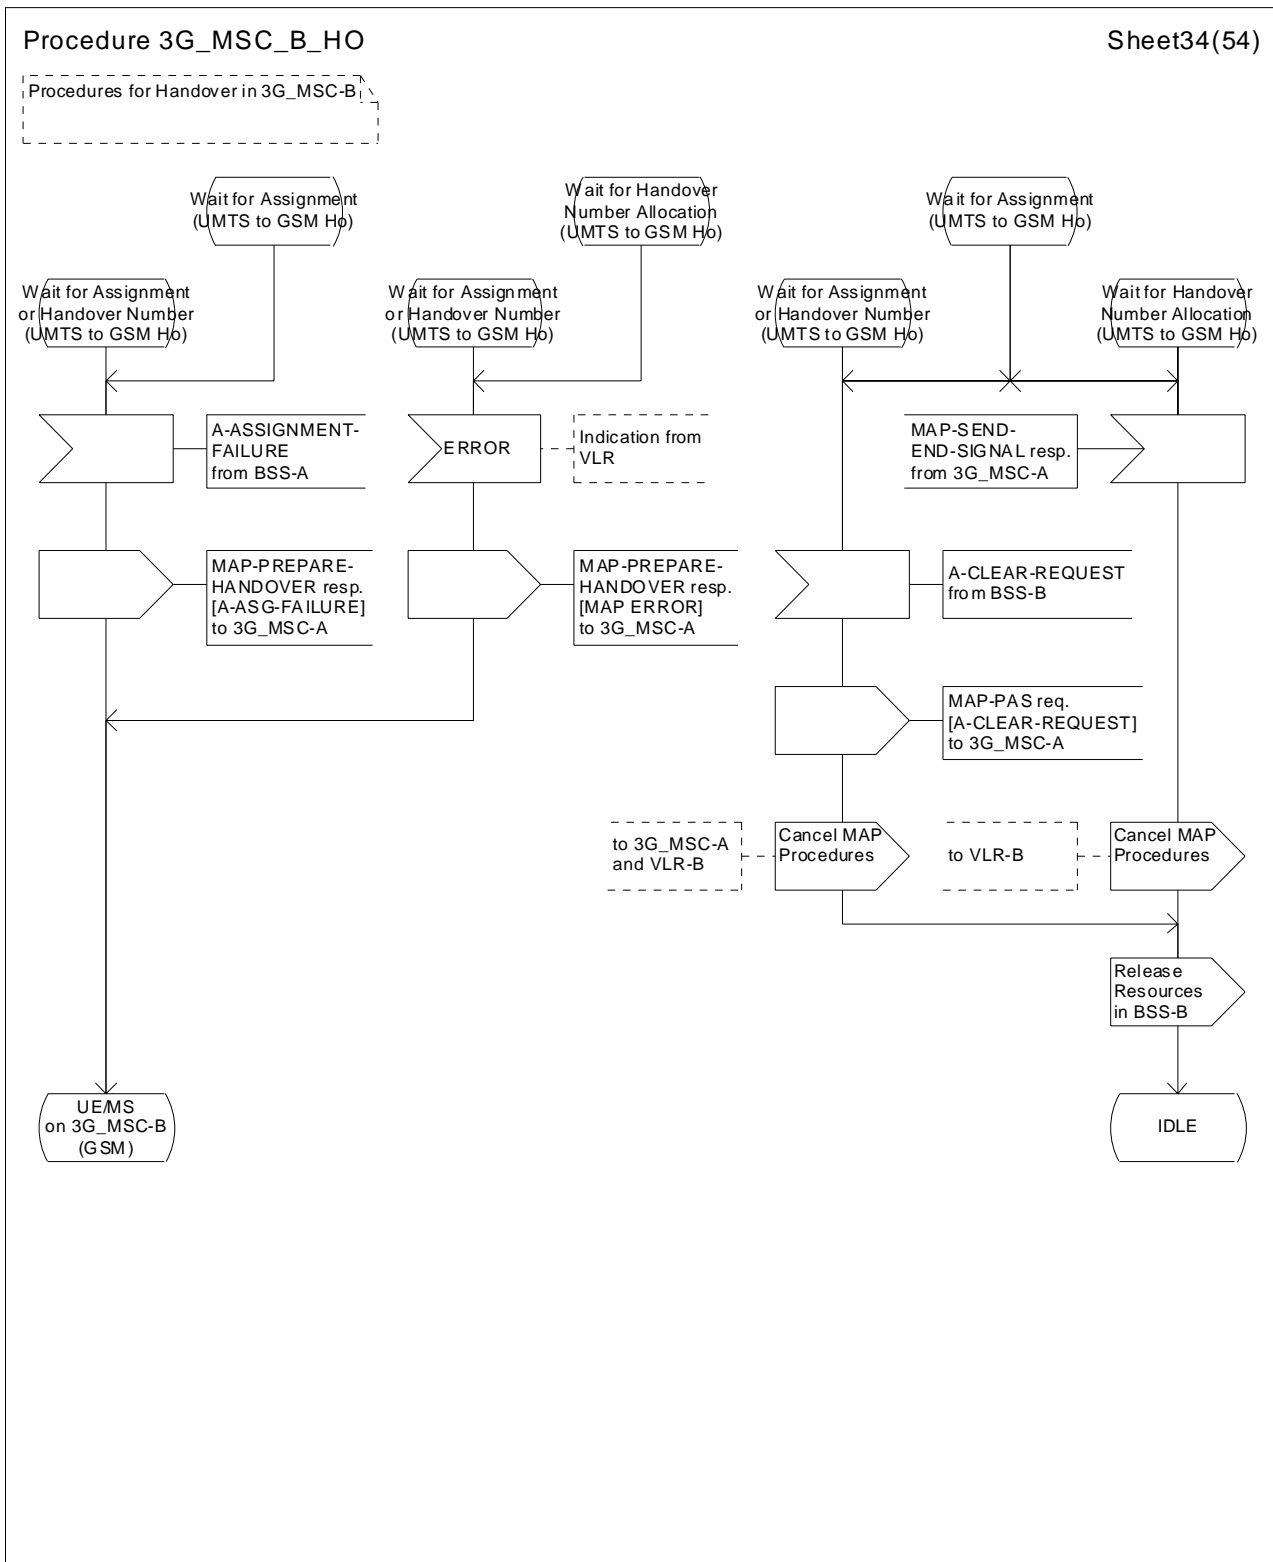 Procedure 3G_MSC_B_HO
Sheet34(54)
Procedures for Handover in 3G_MSC-B
Wait for Assignment
(UMTS to GSM Ho)
Wait for Handover
Number Allocation
(UMTS to GSM Ho)
Wait for Assignment
(UMTS to GSM Ho)
Wait for Assignment
or Handover Number
(UMTS to GSM Ho)
Wait for Assignment
or Handover Number
(UMTS to GSM Ho)
Wait for Assignment
or Handover Number
(UMTS to GSM Ho)
Wait for Handover
Number Allocation
(UMTS to GSM Ho)
A-ASSIGNMENT-
FAILURE
from BSS-A
ERROR
Indication from
VLR
MAP-SEND-
END-SIGNAL resp.
from 3G_MSC-A
MAP-PREPARE-
HANDOVER resp.
[A-ASG-FAILURE]
to 3G_MSC-A
MAP-PREPARE-
HANDOVER resp.
[MAP ERROR]
to 3G_MSC-A
A-CLEAR-REQUEST
from BSS-B
MAP-PAS req.
[A-CLEAR-REQUEST]
to 3G_MSC-A
to 3G_MSC-A
and VLR-B
Cancel MAP
Procedures
to VLR-B
Cancel MAP
Procedures
Release
Resources
in BSS-B
UE/MS
on 3G_MSC-B
(GSM)
IDLE